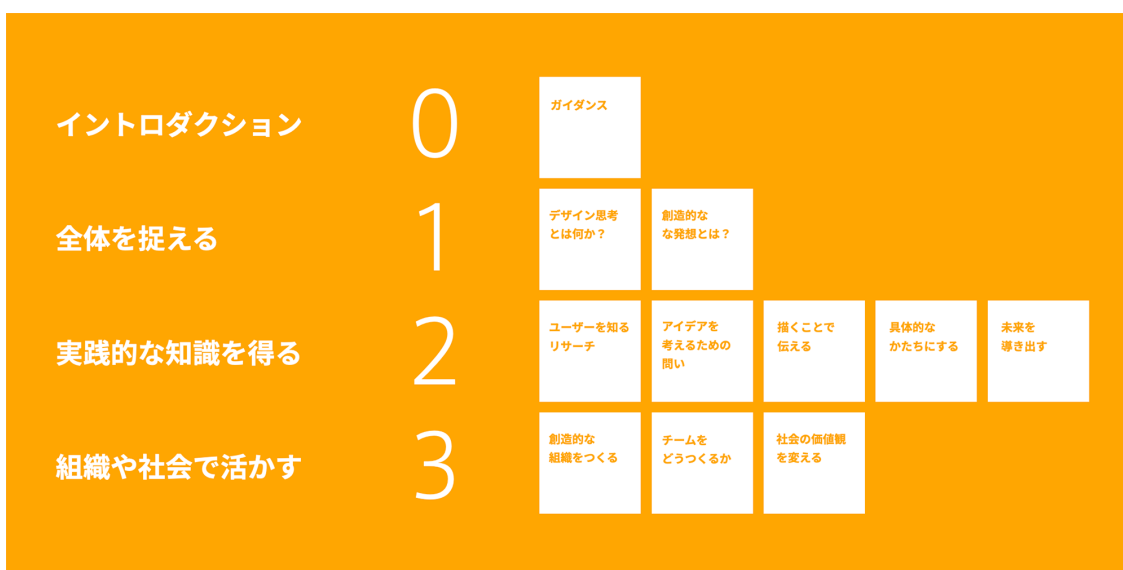 イントロダクション
0
ガイダンス
全体を捉える
1
デザイン思考
とは何か？
創造的な
な発想とは？
実践的な知識を得る
2
ユーザーを知る
リサーチ
アイデアを
考えるための
問い
描くことで
伝える
具体的な
かたちにする
未来を
導き出す
組織や社会で活かす
3
創造的な
組織をつくる
チームを
どうつくるか
社会の価値観
を変える